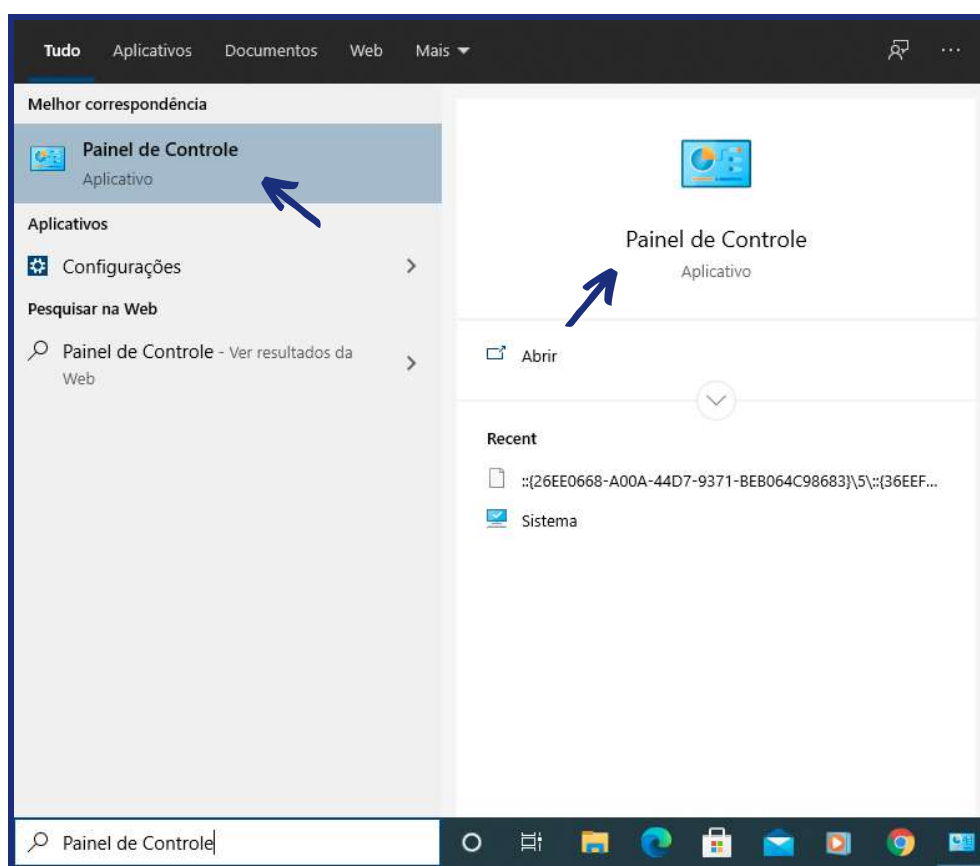 Tudo Aplicativos Documentos Web Mais
Melhor correspondência
Painel de Controle
Aplicativo
Aplicativos
Configurações
Pesquisar na Web
Painel de Controle - Ver resultados da
Web
Painel de Controle
Aplicativo
Abrir
Recent
::{26EE0668-A00A-44D7-9371-BEB064C98683}\5\::{36EEF...
Sistema
Painel de Controle